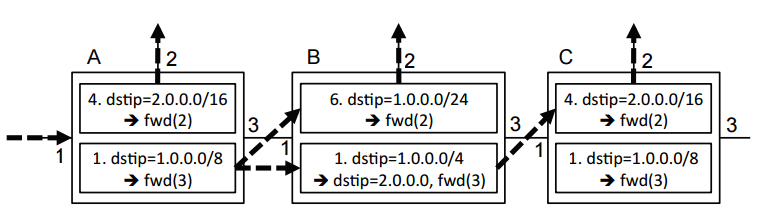 A
2
4. dstip=2.0.0.0/16
➔ fwd(2)
1. dstip=1.0.0.0/8
➔ fwd(3)
1
3
B
2
6. dstip=1.0.0.0/24
➔ fwd(2)
1. dstip=1.0.0.0/4
➔ dstip=2.0.0.0, fwd(3)
1
3
C
2
4. dstip=2.0.0.0/16
➔ fwd(2)
1. dstip=1.0.0.0/8
➔ fwd(3)
1
3